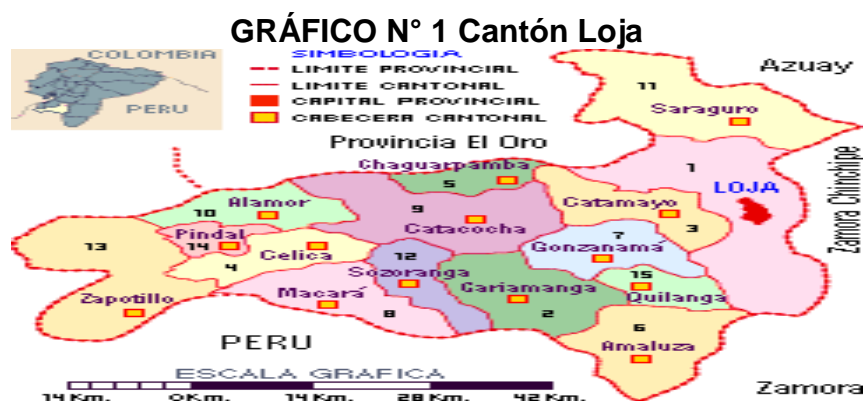 GRÁFICO N° 1 Cantón Loja
COLOMBIA
PERU
SIMBOLOGIA
LIMITE PROVINCIAL
LIMITE CANTONAL
CAPITAL PROVINCIAL
CABECERA CANTONAL
Azuay
11
Saraguro
Provincia El Oro
Chaguarpamba
5
1
LOJA
Zamora Chinchipe
Catamayo
3
10
Alamor
9
Catacocha
7
Gonzanamá
13
Pindal
14
Celica
4
12
Sozoranga
Cariamanga
2
15
Quilanga
Zapotillo
Macará
8
6
Amaluza
PERU
ESCALA GRAFICA
14 Km. 0 Km. 14 Km. 28 Km. 42 Km.
Zamora